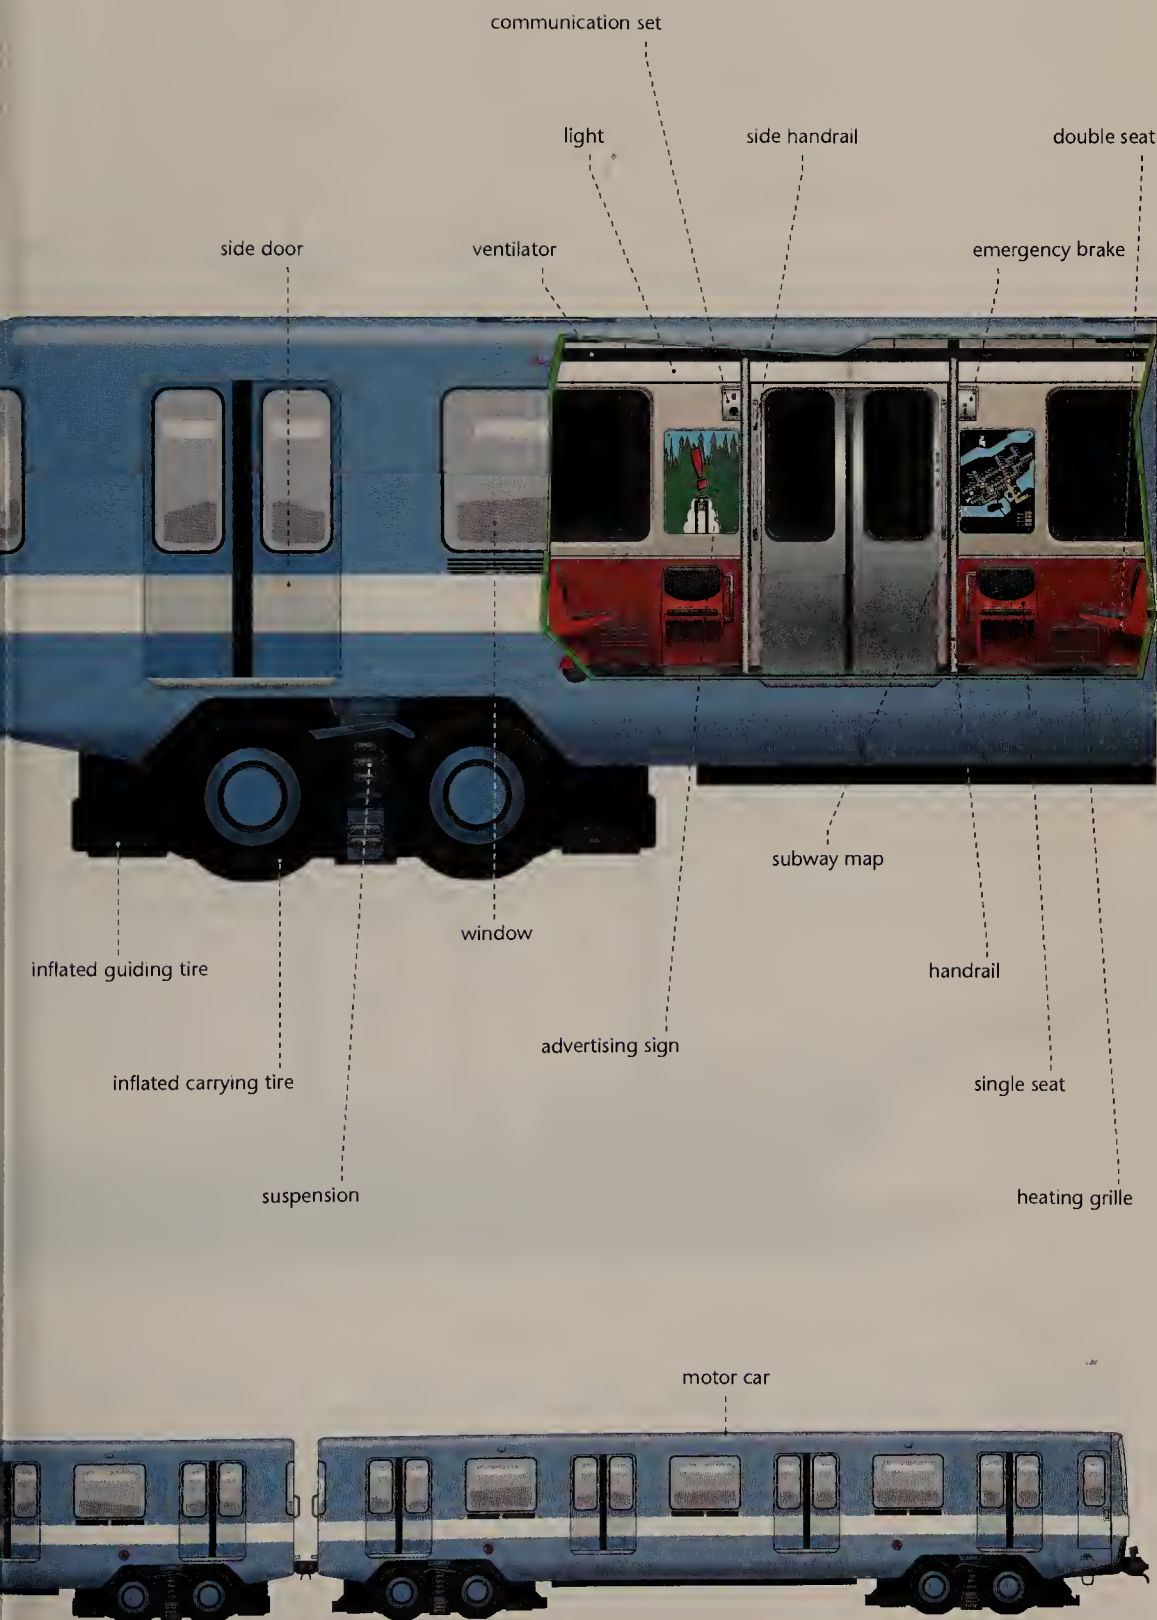 communication set
light
side handrail
double seat
side door
ventilator
emergency brake
subway map
window
inflated guiding tire
handrail
advertising sign
inflated carrying tire
single seat
suspension
heating grille
motor car